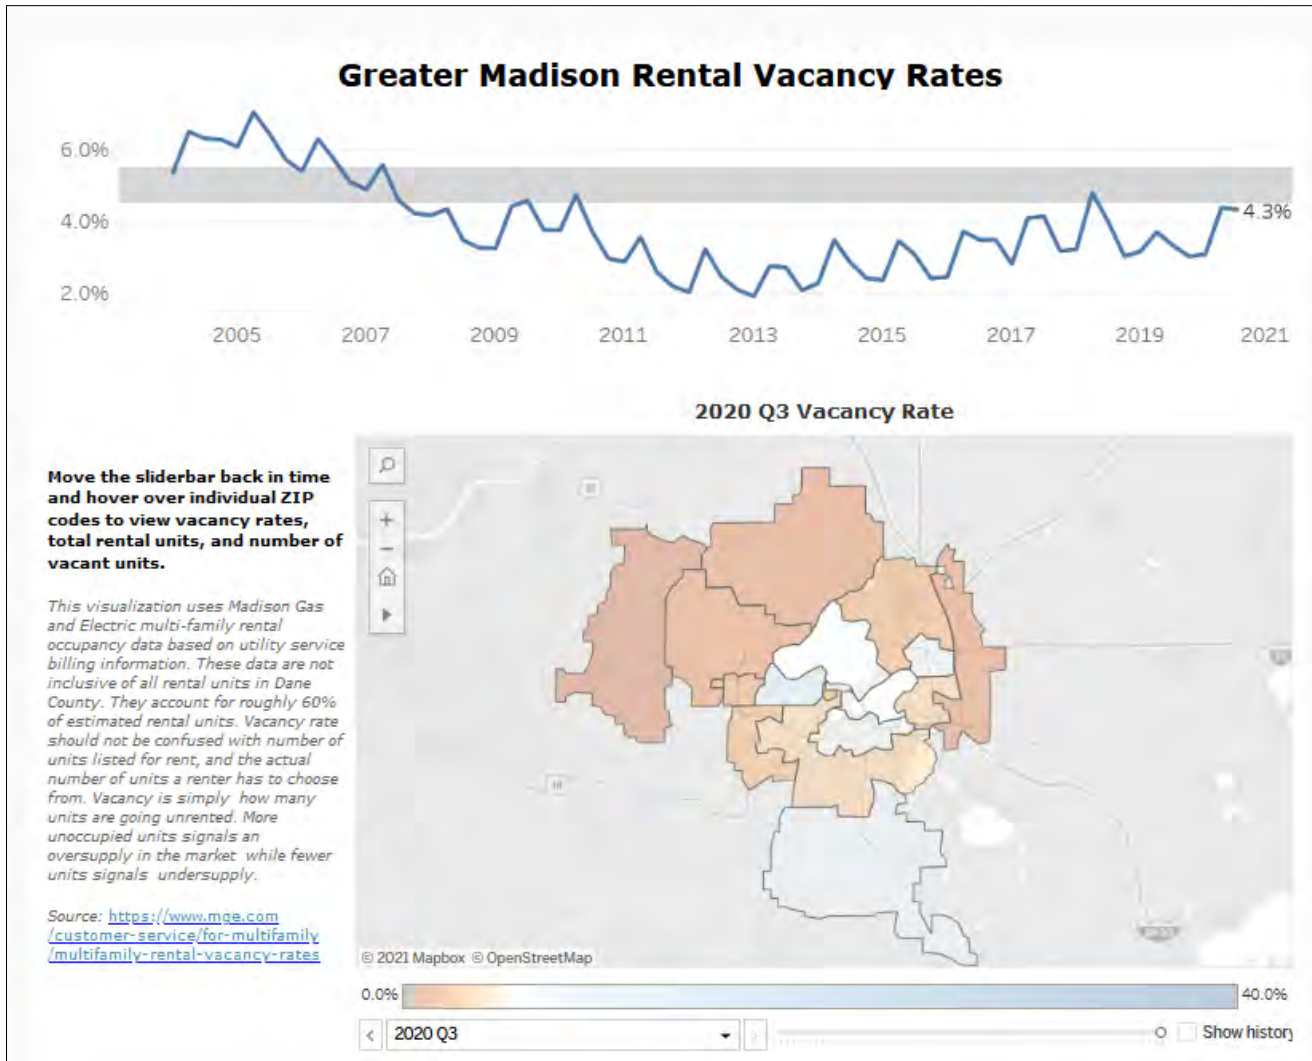 Greater Madison Rental Vacancy Rates
6.0%
4.0%
4.3%
2.0%
2005 2007 2009 2011 2013 2015 2017 2019 2021
2020 Q3 Vacancy Rate
Move the sliderbar back in time
and hover over individual ZIP
codes to view vacancy rates,
total rental units, and number of
vacant units.
This visualization uses Madison Gas
and Electric multi-family rental
occupancy data based on utility service
billing information. These data are not
inclusive of all rental units in Dane
County. They account for roughly 60%
of estimated rental units. Vacancy rate
should not be confused with number of
units listed for rent, and the actual
number of units a renter has to choose
from. Vacancy is simply how many
units are going unrented. More
unoccupied units signals an
oversupply in the market while fewer
units signals undersupply.
Source: https://www.mge.com
/customer-service/for-multifamily
/multifamily-rental-vacancy-rates
© 2021 Mapbox © OpenStreetMap
0.0% 40.0%
2020 Q3
Show history